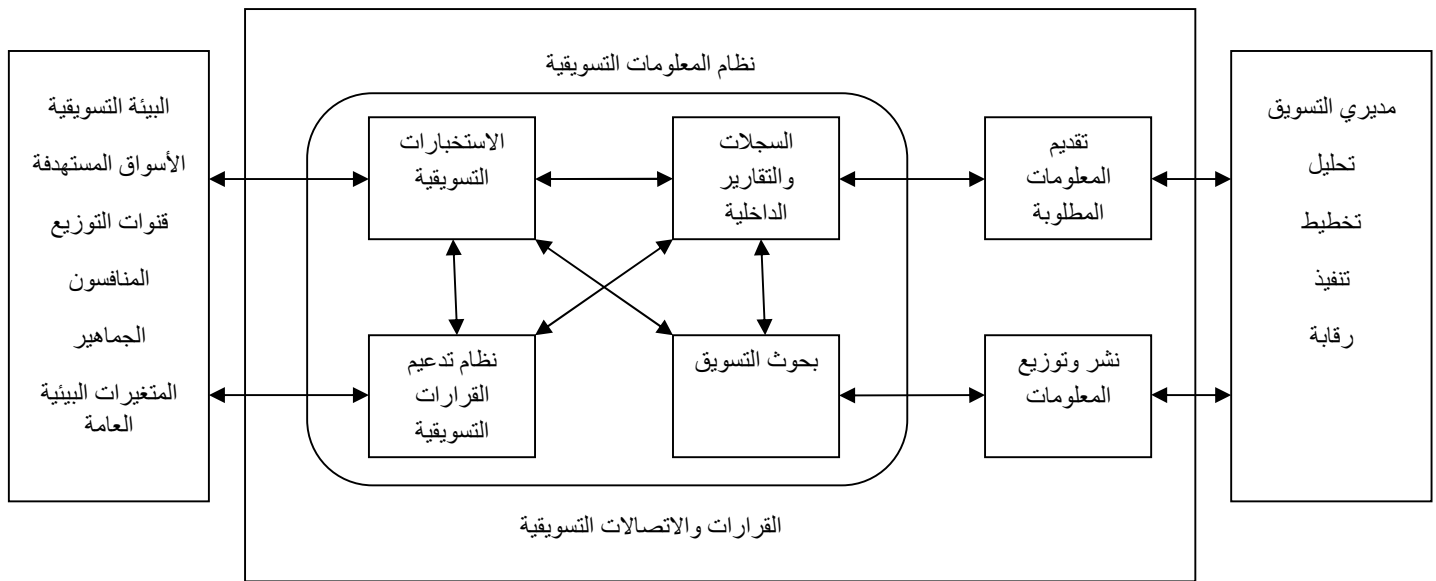 نظام المعلومات التسويقية
مديري التسويق
تحليل
تخطيط
تنفيذ
رقابة
تقديم
المعلومات
المطلوبة
نشر وتوزيع
المعلومات
السجلات
والتقارير
الداخلية
بحوث التسويق
الاستخبارات
التسويقية
نظام تدعيم
القرارات
التسويقية
البيئة التسويقية
الأسواق المستهدفة
قنوات التوزيع
المنافسون
الجماهير
المتغيرات البيئية
العامة
القرارات والاتصالات التسويقية